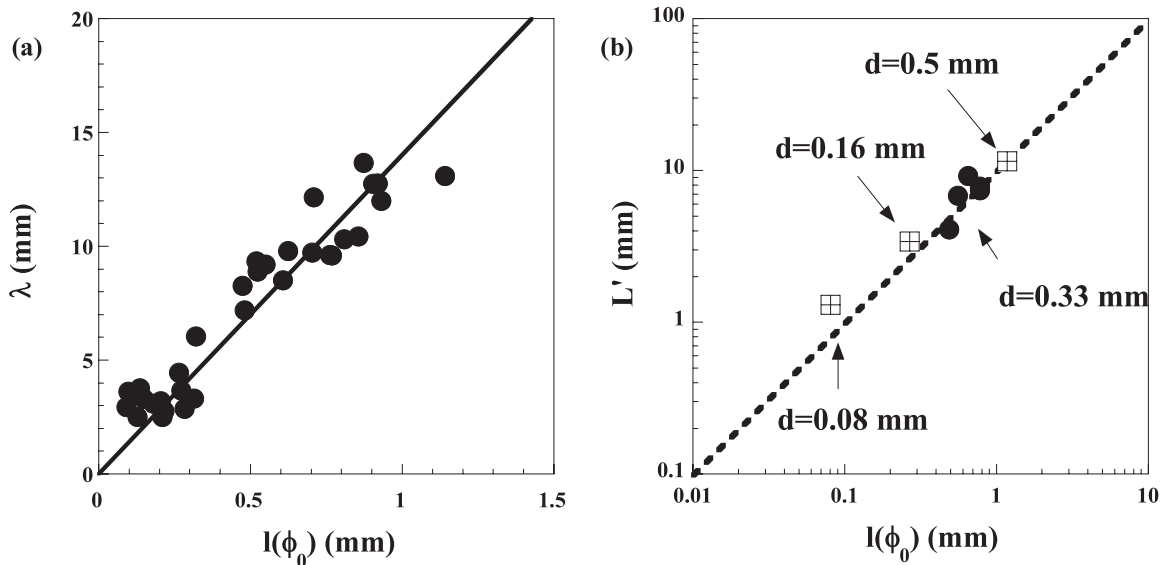 (a)
20
15
10
5
0
λ (mm)
0 0.5 1 1.5
l(ϕ₀) (mm)
(b)
100
10
1
0.1
L' (mm)
d=0.5 mm
d=0.16 mm
d=0.33 mm
d=0.08 mm
0.01 0.1 1 10
l(ϕ₀) (mm)